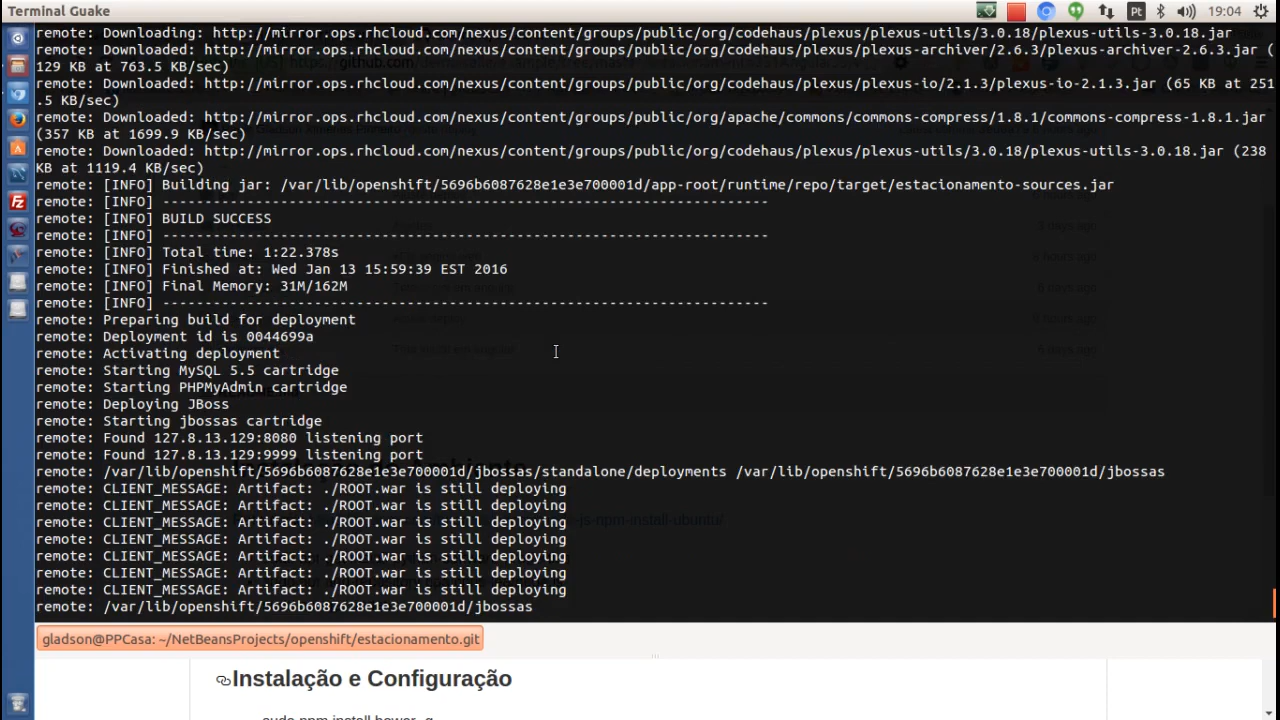 Terminal Guake
Pt
19:04
remote: Downloading: http://mirror.ops.rhcloud.com/nexus/content/groups/public/org/codehaus/plexus/plexus-utils/3.0.18/plexus-utils-3.0.18.jar
remote: Downloaded: http://mirror.ops.rhcloud.com/nexus/content/groups/public/org/codehaus/plexus/plexus-archiver/2.6.3/plexus-archiver-2.6.3.jar (
129 KB at 763.5 KB/sec)
remote: Downloaded: http://mirror.ops.rhcloud.com/nexus/content/groups/public/org/codehaus/plexus/plexus-io/2.1.3/plexus-io-2.1.3.jar (65 KB at 251
.5 KB/sec)
remote: Downloaded: http://mirror.ops.rhcloud.com/nexus/content/groups/public/org/apache/commons/commons-compress/1.8.1/commons-compress-1.8.1.jar
(357 KB at 1699.9 KB/sec)
remote: Downloaded: http://mirror.ops.rhcloud.com/nexus/content/groups/public/org/codehaus/plexus/plexus-utils/3.0.18/plexus-utils-3.0.18.jar (238
KB at 1119.4 KB/sec)
remote: [INFO] Building jar: /var/lib/openshift/5696b6087628e1e3e700001d/app-root/runtime/repo/target/estacionamento-sources.jar
remote: [INFO] ------------------------------------------------------------------------
remote: [INFO] BUILD SUCCESS
remote: [INFO] ------------------------------------------------------------------------
remote: [INFO] Total time: 1:22.378s
remote: [INFO] Finished at: Wed Jan 13 15:59:39 EST 2016
remote: [INFO] Final Memory: 31M/162M
remote: [INFO] ------------------------------------------------------------------------
remote: Preparing build for deployment
remote: Deployment id is 0044699a
remote: Activating deployment
remote: Starting MySQL 5.5 cartridge
remote: Starting PHPMyAdmin cartridge
remote: Deploying JBoss
remote: Starting jbossas cartridge
remote: Found 127.8.13.129:8080 listening port
remote: Found 127.8.13.129:9999 listening port
remote: /var/lib/openshift/5696b6087628e1e3e700001d/jbossas/standalone/deployments /var/lib/openshift/5696b6087628e1e3e700001d/jbossas
remote: CLIENT_MESSAGE: Artifact: ./ROOT.war is still deploying
remote: CLIENT_MESSAGE: Artifact: ./ROOT.war is still deploying
remote: CLIENT_MESSAGE: Artifact: ./ROOT.war is still deploying
remote: CLIENT_MESSAGE: Artifact: ./ROOT.war is still deploying
remote: CLIENT_MESSAGE: Artifact: ./ROOT.war is still deploying
remote: CLIENT_MESSAGE: Artifact: ./ROOT.war is still deploying
remote: CLIENT_MESSAGE: Artifact: ./ROOT.war is still deploying
remote: /var/lib/openshift/5696b6087628e1e3e700001d/jbossas
gladson@PPCasa: ~/NetBeansProjects/openshift/estacionamento.git
Instalação e Configuração
sudo npm install bower -g